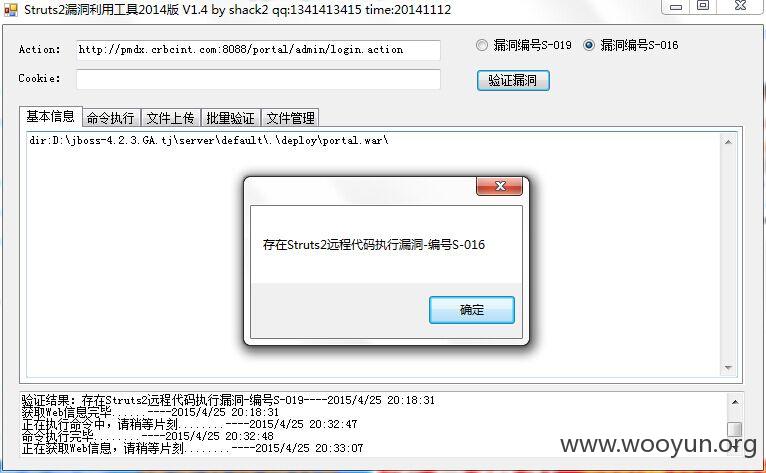 Struts2漏洞利用工具2014版 V1.4 by shack2 qq:1341413415 time:20141112
Action: http://pmdx.crbcint.com:8088/portal/admin/login.action 漏洞编号S-019 漏洞编号S-016
Cookie: 验证漏洞
基本信息 命令执行 文件上传 批量验证 文件管理
dir:D:\jboss-4.2.3.GA.tj\server\default\.\deploy\portal.war\
存在Struts2远程代码执行漏洞-编号S-016
确定
验证结果: 存在Struts2远程代码执行漏洞-编号S-019----2015/4/25 20:18:31
获取Web信息完毕......----2015/4/25 20:18:31
正在执行命令中，请稍等片刻........----2015/4/25 20:32:47
命令执行完毕........----2015/4/25 20:32:48
正在获取Web信息，请稍等片刻........----2015/4/25 20:33:07
www.wooyun.org